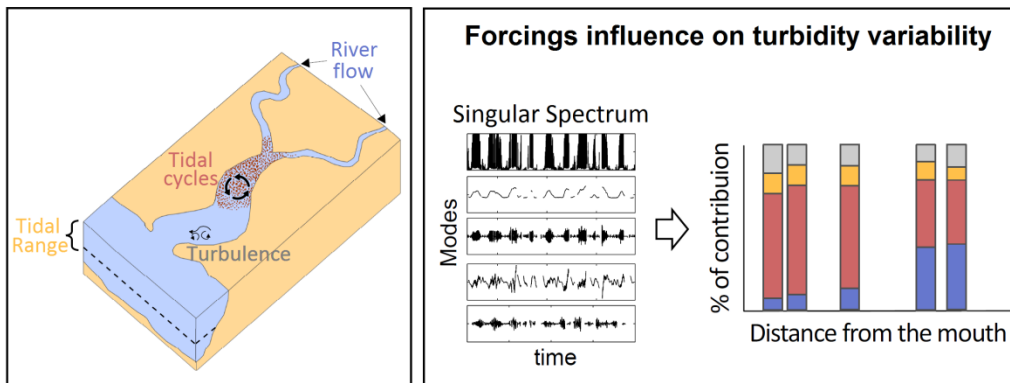 River
flow
Tidal
cycles
Tidal
Range
Turbulence
Forcings influence on turbidity variability
Singular Spectrum
Modes
time
% of contribuion
Distance from the mouth